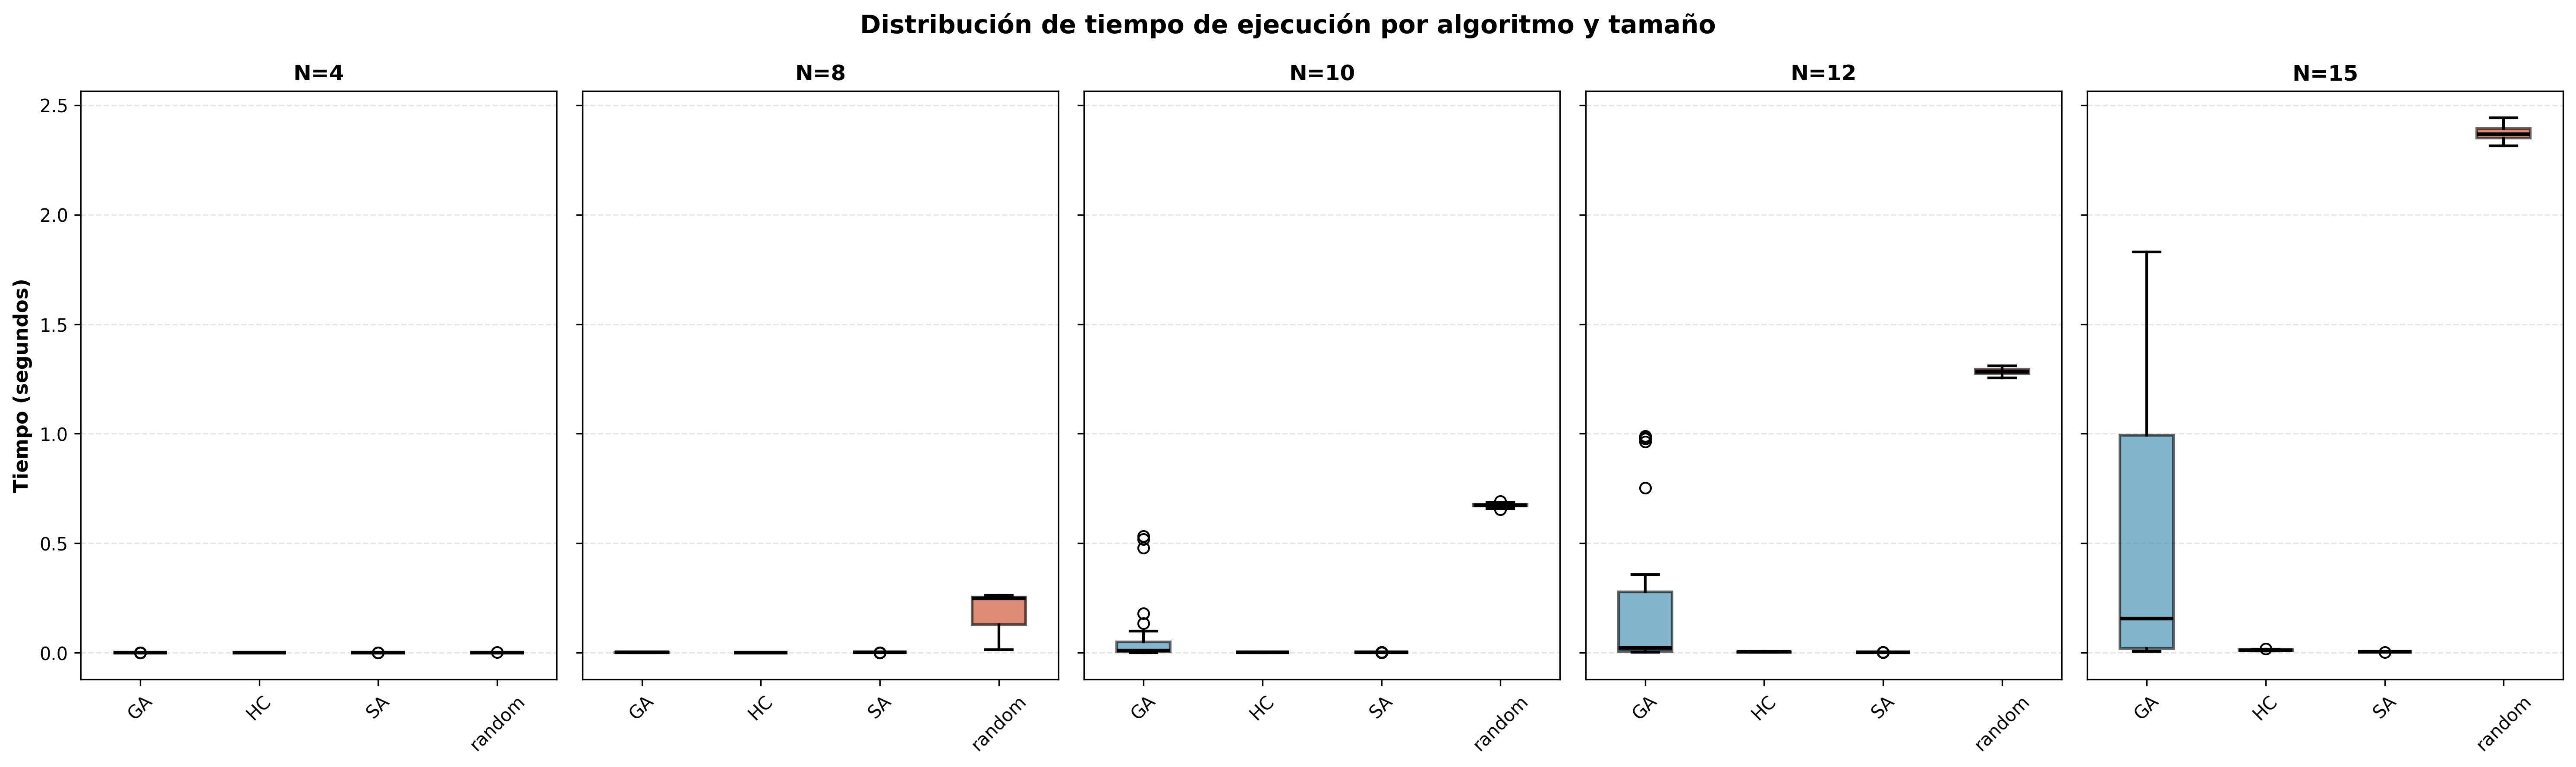 Distribución de tiempo de ejecución por algoritmo y tamaño
N=4 N=8 N=10 N=12 N=15
Tiempo (segundos)
2.5
2.0
1.5
1.0
0.5
0.0
GA HC SA random GA HC SA random GA HC SA random GA HC SA random GA HC SA random